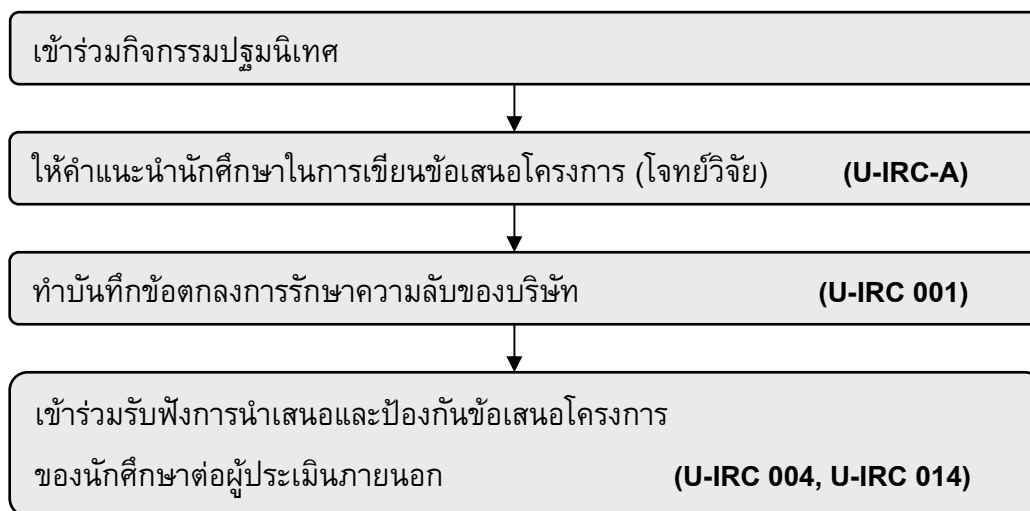 เข้าร่วมกิจกรรมปฐมนิเทศ
ให้คำแนะนำนักศึกษาในการเขียนข้อเสนอโครงการ (โจทย์วิจัย) (U-IRC-A)
ทำบันทึกข้อตกลงการรักษาความลับของบริษัท (U-IRC 001)
เข้าร่วมรับฟังการนำเสนอและป้องกันข้อเสนอโครงการ
ของนักศึกษาต่อผู้ประเมินภายนอก (U-IRC 004, U-IRC 014)